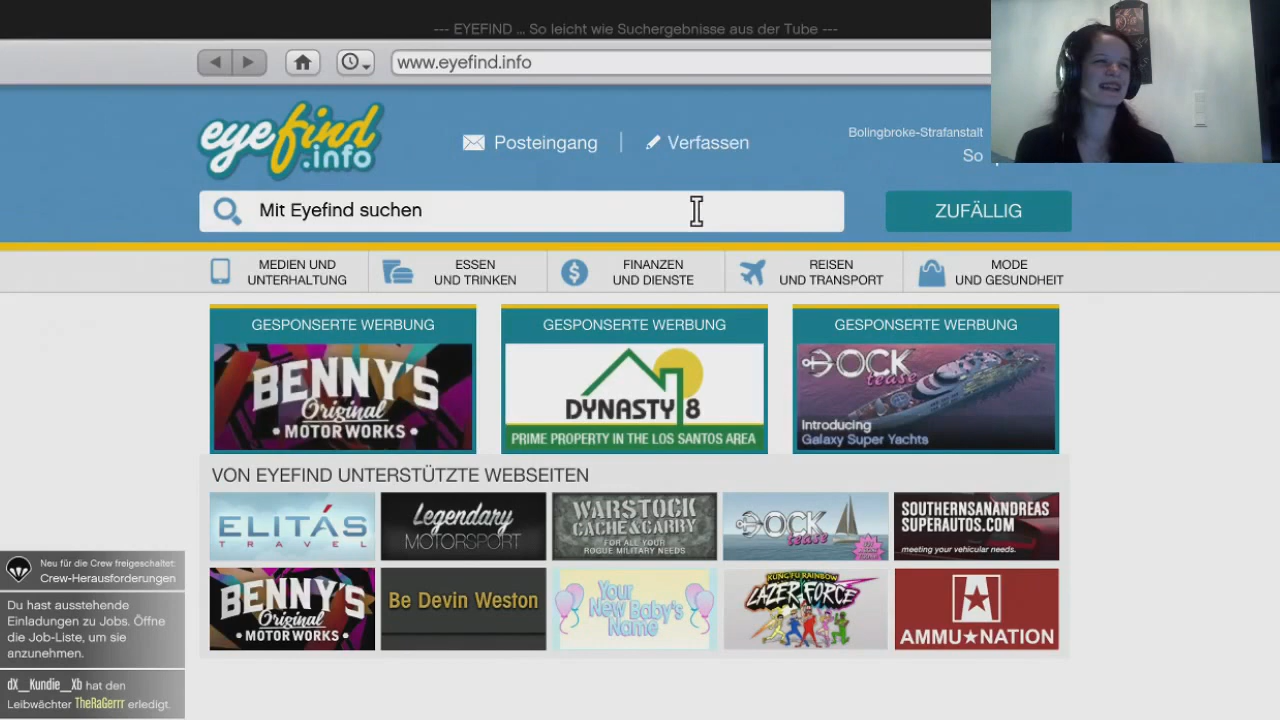 --- EYEFIND ... So leicht wie Suchergebnisse aus der Tube ---
www.eyefind.info
eyefind.info
Posteingang
Verfassen
Bolingbroke-Strafanstalt
So
Mit Eyefind suchen
ZUFÄLLIG
MEDIEN UND
UNTERHALTUNG
ESSEN
UND TRINKEN
FINANZEN
UND DIENSTE
REISEN
UND TRANSPORT
MODE
UND GESUNDHEIT
GESPONSERTE WERBUNG
BENNY'S
Original
MOTOR WORKS
GESPONSERTE WERBUNG
DYNASTY 8
PRIME PROPERTY IN THE LOS SANTOS AREA
GESPONSERTE WERBUNG
DOCK
tease
Introducing
Galaxy Super Yachts
VON EYEFIND UNTERSTÜTZTE WEBSEITEN
ELITÁS
TRAVEL
Legendary
MOTORSPORT
WARSTOCK
CACHE & CARRY
FOR ALL YOUR
ROGUE MILITARY NEEDS
DOCK
tease
SOUTHERNSANANDREAS
SUPERAUTOS.COM
meeting your vehicular needs.
BENNY'S
Original
MOTOR WORKS
Be Devin Weston
Your
New Baby's
Name
KUNG FU RAINBOW
LAZER FORCE
AMMU★NATION
Neu für die Crew freigeschaltet:
Crew-Herausforderungen
Du hast ausstehende
Einladungen zu Jobs. Öffne
die Job-Liste, um sie
anzunehmen.
dX__Kundie__Xb hat den
Leibwächter TheRaGerrr erledigt.